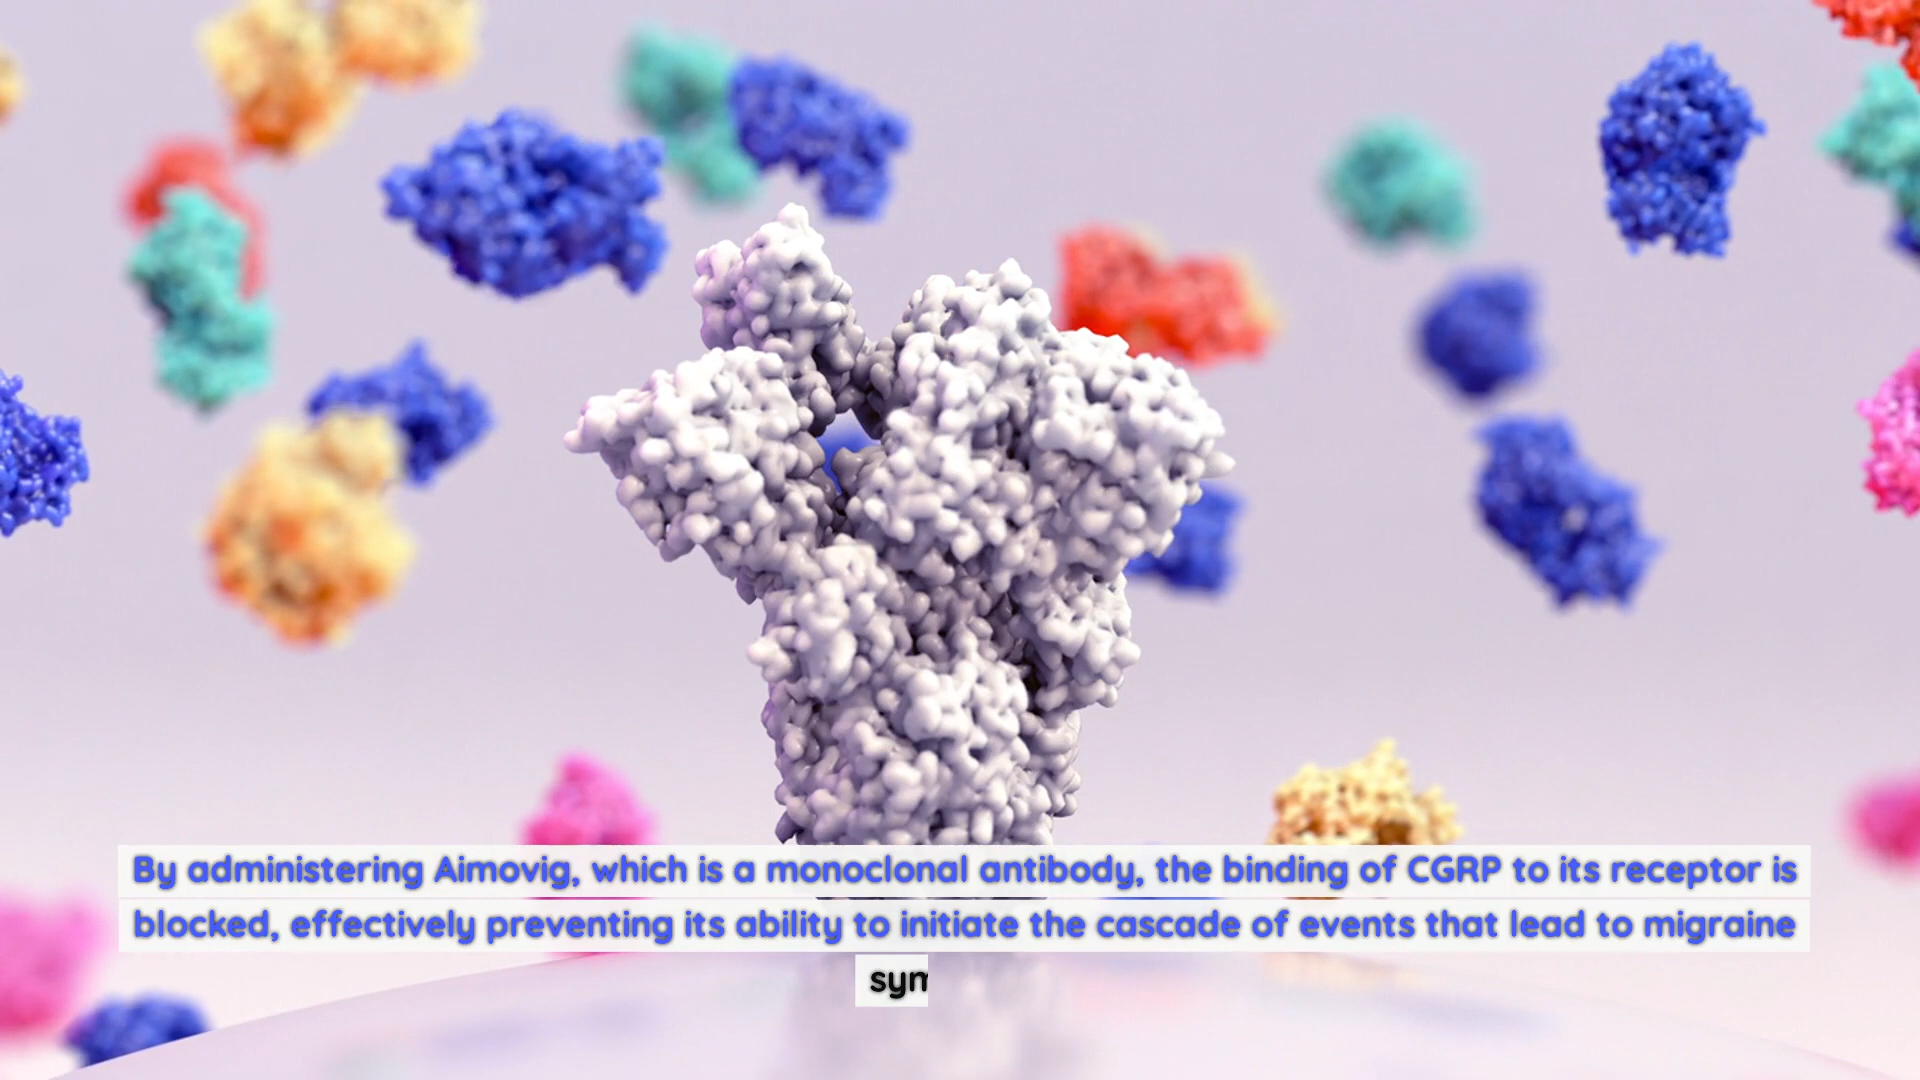 By administering Aimovig, which is a monoclonal antibody, the binding of CGRP to its receptor is
blocked, effectively preventing its ability to initiate the cascade of events that lead to migraine
sym